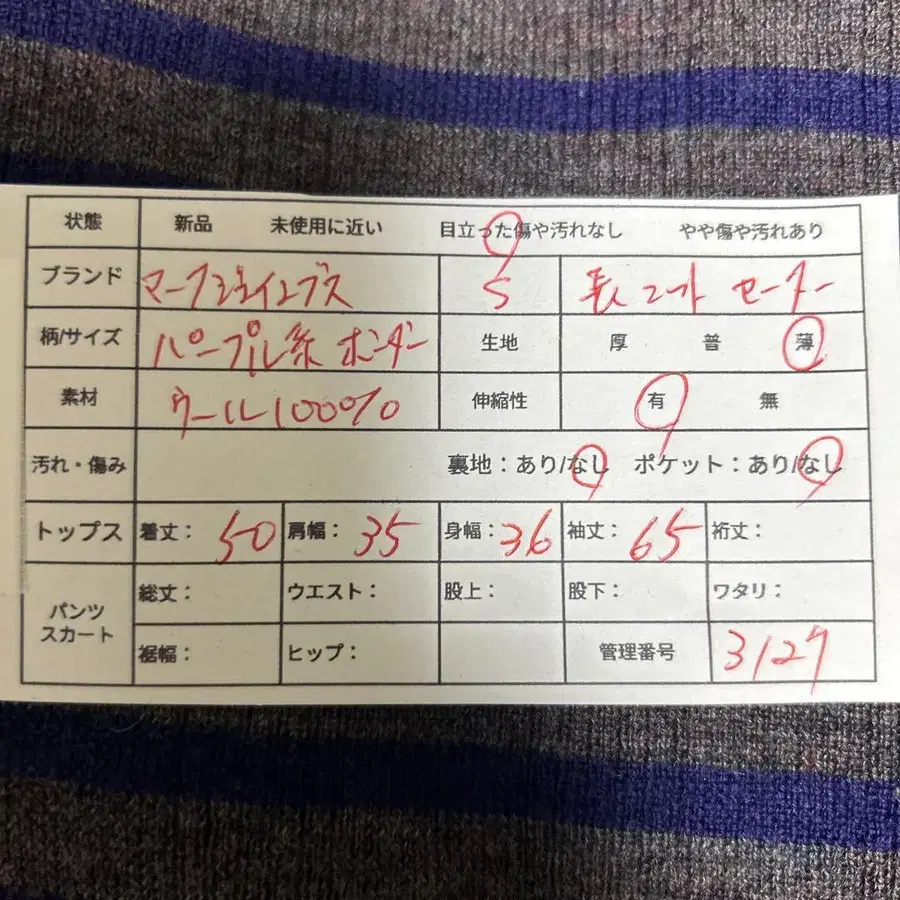 状態 新品 未使用に近い 目立った傷や汚れなし やや傷や汚れあり
ブランド マークジェイコブス S 長い ニット セーター
柄/サイズ パープル系 ボーダー 生地 厚 普 薄
素材 ウール100% 伸縮性 有 無
汚れ・傷み 裏地：あり/なし ポケット：あり/なし
トップス 着丈： 50 肩幅： 35 身幅： 36 袖丈： 65 裄丈：
パンツ スカート 総丈： ウエスト： 股上： 股下： ワタリ：
裾幅： ヒップ： 管理番号 3127